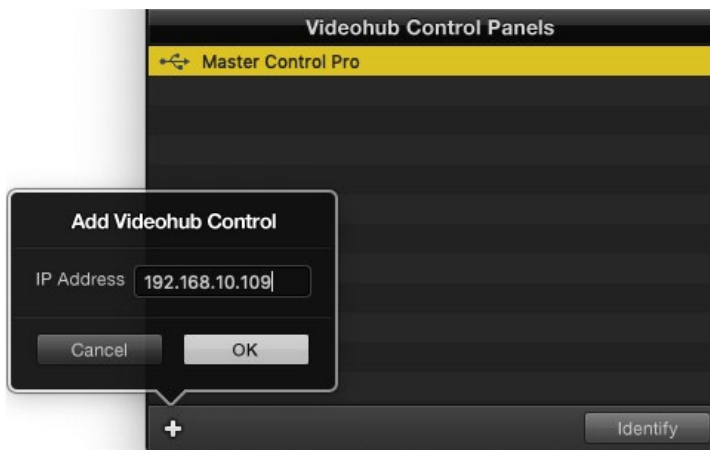 Videohub Control Panels
Master Control Pro
Add Videohub Control
IP Address 192.168.10.109
Cancel OK
Identify